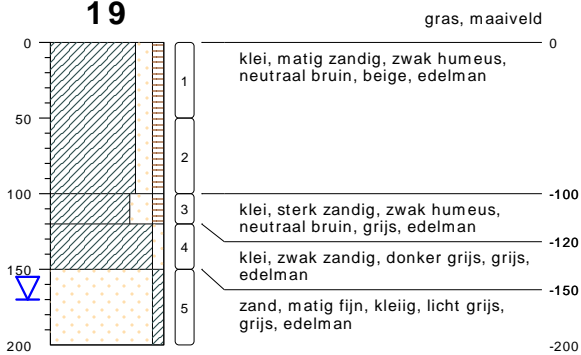 19
gras, maaiveld
0
0
klei, matig zandig, zwak humeus,
neutraal bruin, beige, edelman
1
50
2
100
-100
3
klei, sterk zandig, zwak humeus,
neutraal bruin, grijs, edelman
-120
4
klei, zwak zandig, donker grijs, grijs,
edelman
150
-150
5
zand, matig fijn, kleiig, licht grijs,
grijs, edelman
200
-200